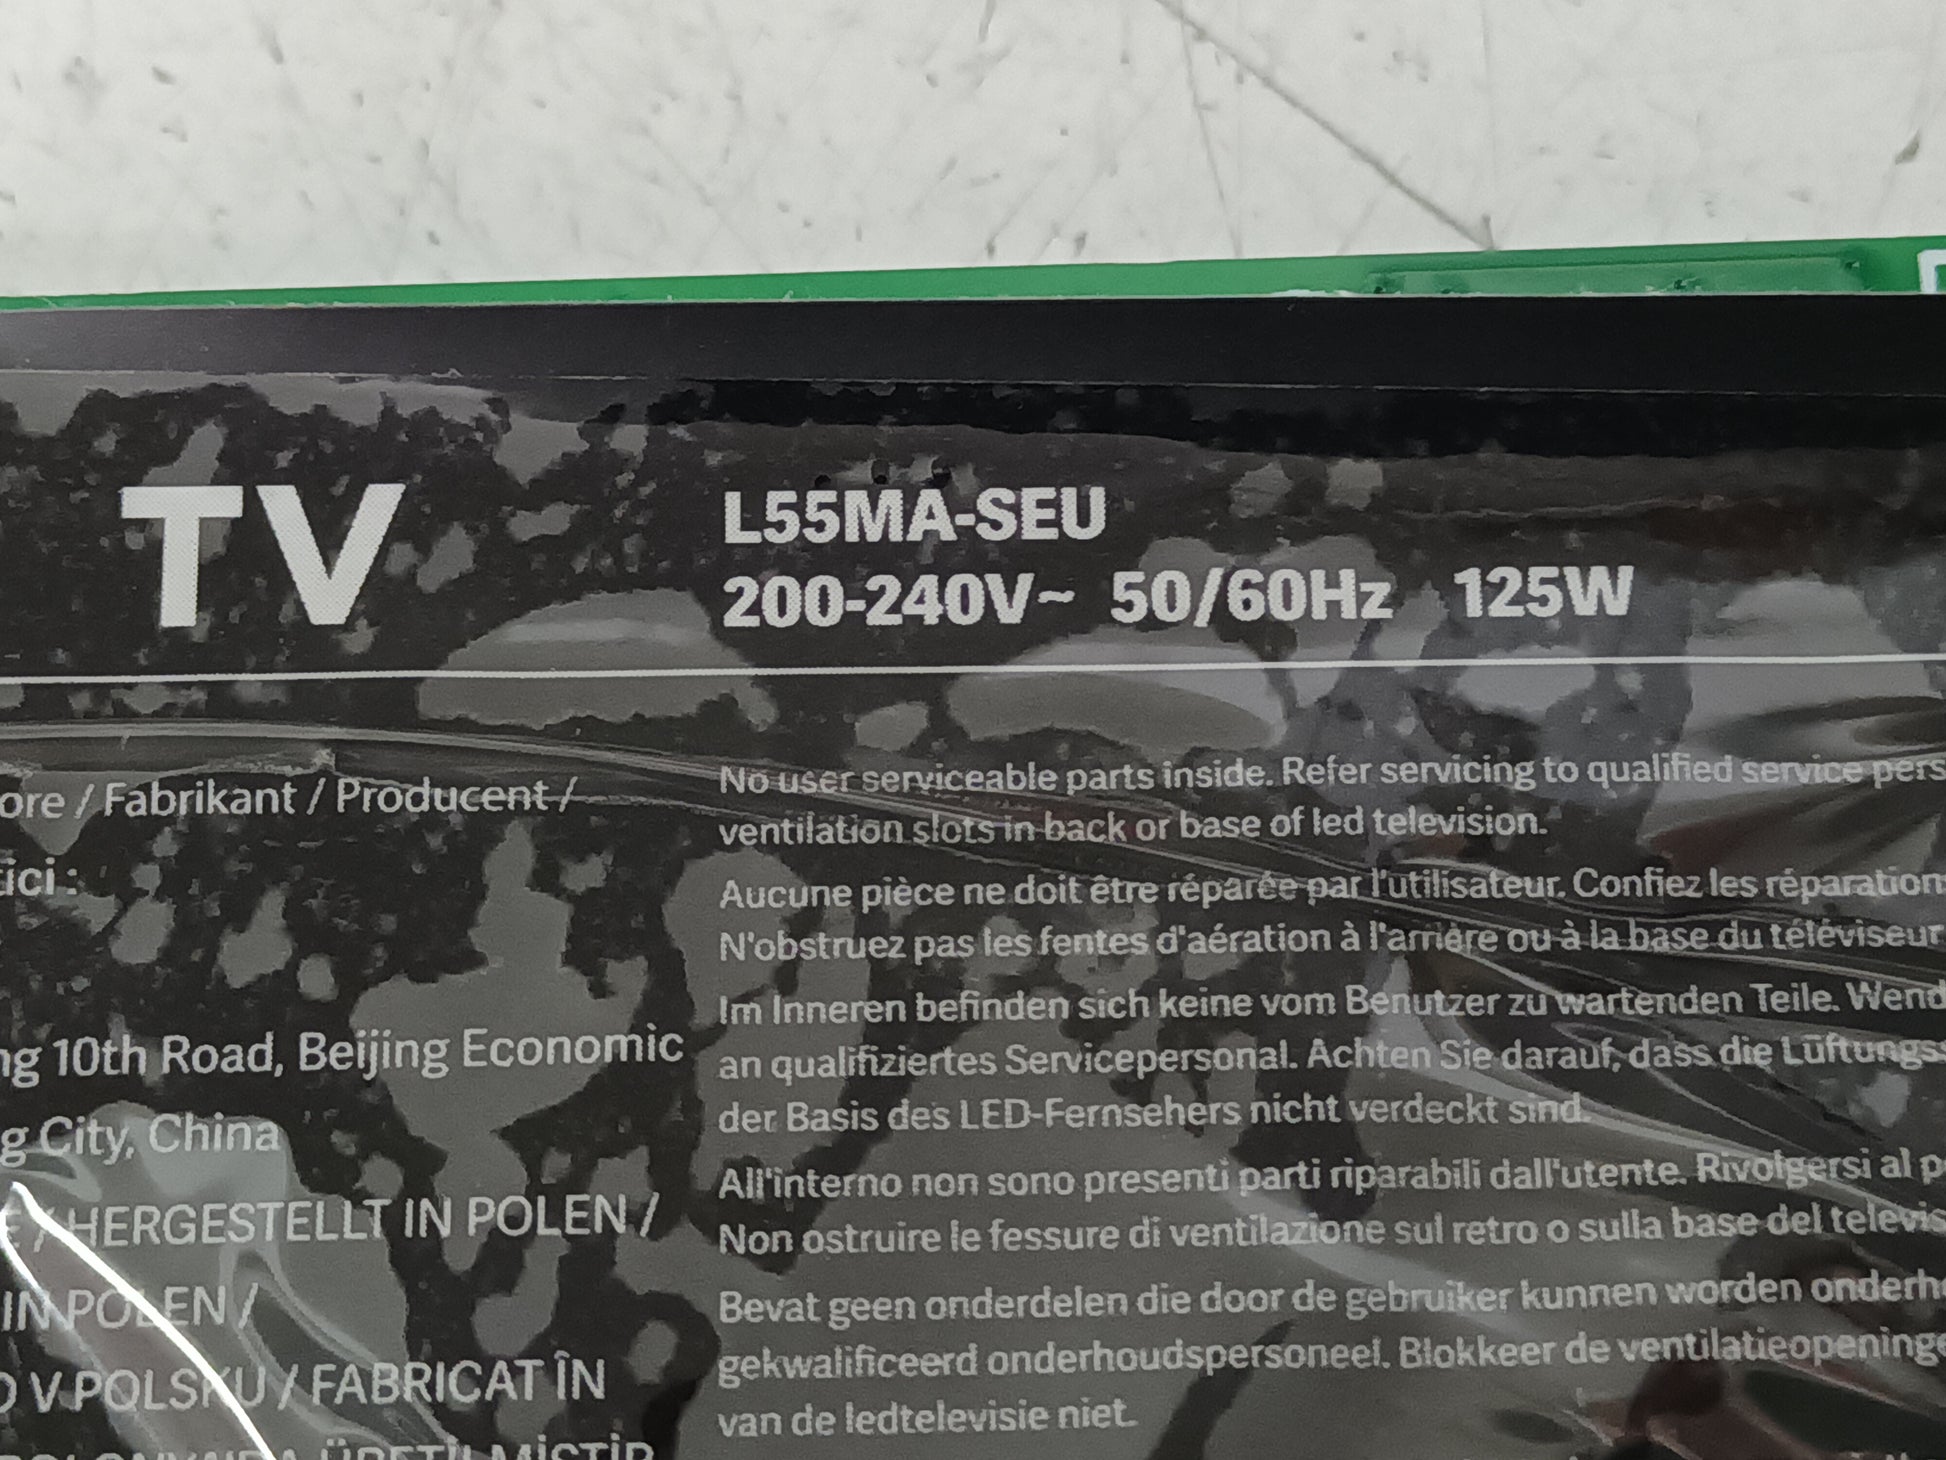 TV
L55MA-SEU
200-240V~ 50/60Hz 125W
ore / Fabrikant / Producent /
ici :
ng 10th Road, Beijing Economic
g City, China
E / HERGESTELLT IN POLEN /
IN POLEN /
O V POLSKU / FABRICAT ÎN
ÜRETİLMİŞTİR
No user serviceable parts inside. Refer servicing to qualified service pers
ventilation slots in back or base of led television.
Aucune pièce ne doit être réparée par l'utilisateur. Confiez les réparation
N'obstruez pas les fentes d'aération à l'arrière ou à la base du téléviseur
Im Inneren befinden sich keine vom Benutzer zu wartenden Teile. Wend
an qualifiziertes Servicepersonal. Achten Sie darauf, dass die Lüftungss
der Basis des LED-Fernsehers nicht verdeckt sind.
All'interno non sono presenti parti riparabili dall'utente. Rivolgersi al p
Non ostruire le fessure di ventilazione sul retro o sulla base del televis
Bevat geen onderdelen die door de gebruiker kunnen worden onderh
gekwalificeerd onderhoudspersoneel. Blokkeer de ventilatieopeninge
van de ledtelevisie niet.